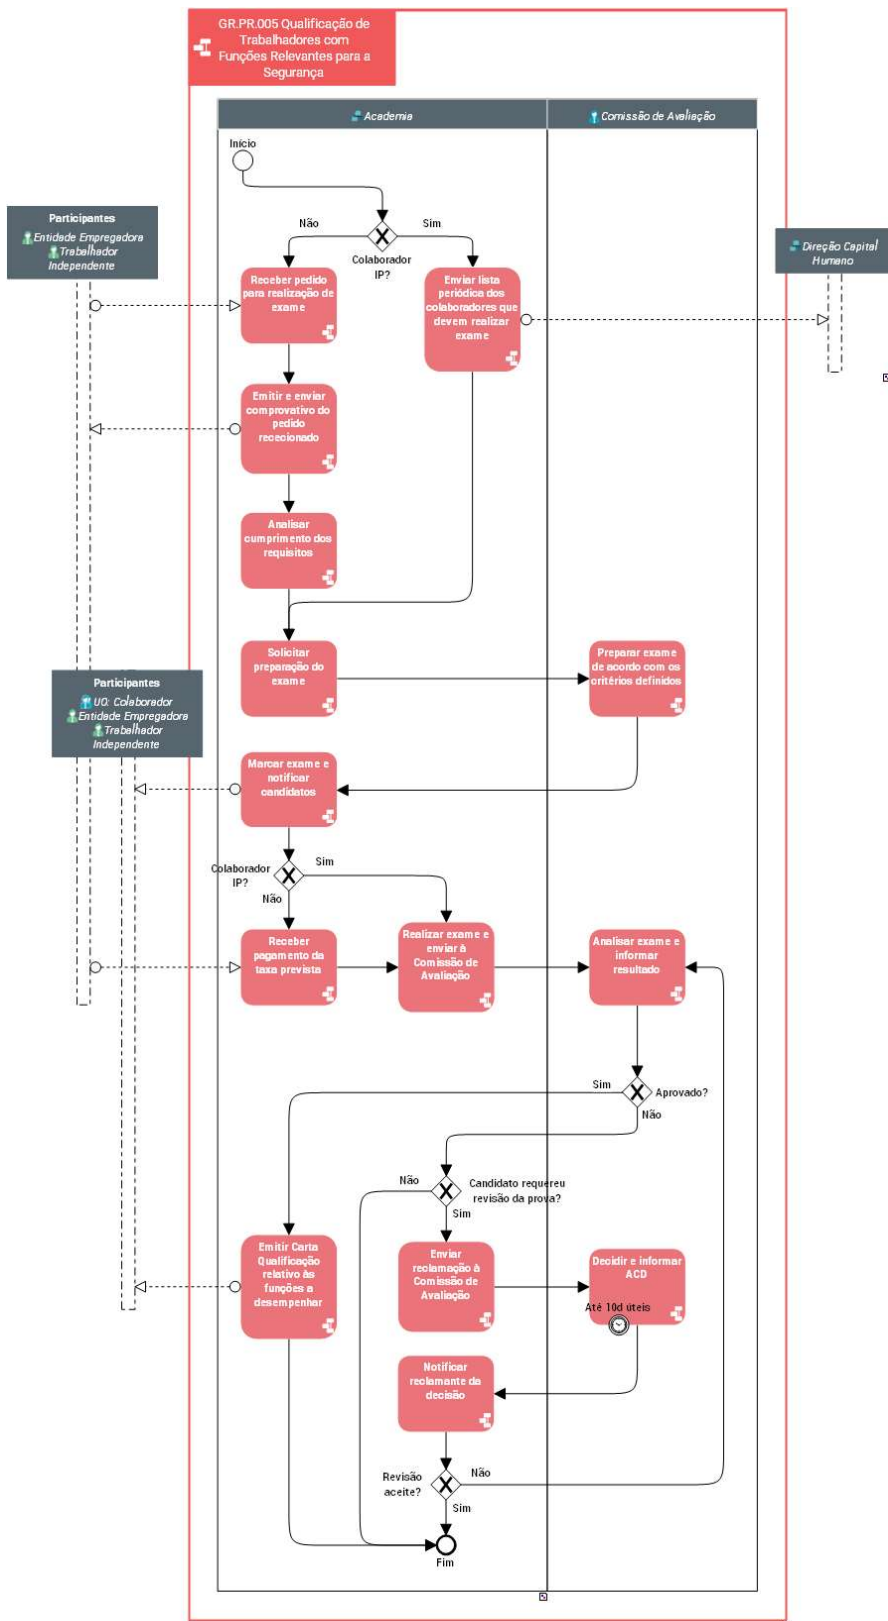 GR.PR.005 Qualificação de
Trabalhadores com
Funções Relevantes para a
Segurança
Academia
Comissão de Avaliação
Início
Participantes
Entidade Empregadora
Trabalhador
Independente
Não
Sim
Colaborador
IP?
Direção Capital
Humano
Receber pedido
para realização de
exame
Enviar lista
periódica dos
colaboradores que
devem realizar
exame
Emitir e enviar
comprovativo do
pedido
rececionado
Analisar
cumprimento dos
requisitos
Solicitar
preparação do
exame
Preparar exame
de acordo com os
critérios definidos
Participantes
UO: Colaborador
Entidade Empregadora
Trabalhador
Independente
Marcar exame e
notificar
candidatos
Colaborador
IP?
Sim
Não
Receber
pagamento da
taxa prevista
Realizar exame e
enviar à
Comissão de
Avaliação
Analisar exame e
informar
resultado
Sim
Aprovado?
Não
Não
Candidato requereu
revisão da prova?
Sim
Emitir Carta
Qualificação
relativo às
funções a
desempenhar
Enviar
reclamação à
Comissão de
Avaliação
Decidir e informar
ACD
Até 10d úteis
Notificar
reclamante da
decisão
Revisão
aceite?
Não
Sim
Fim